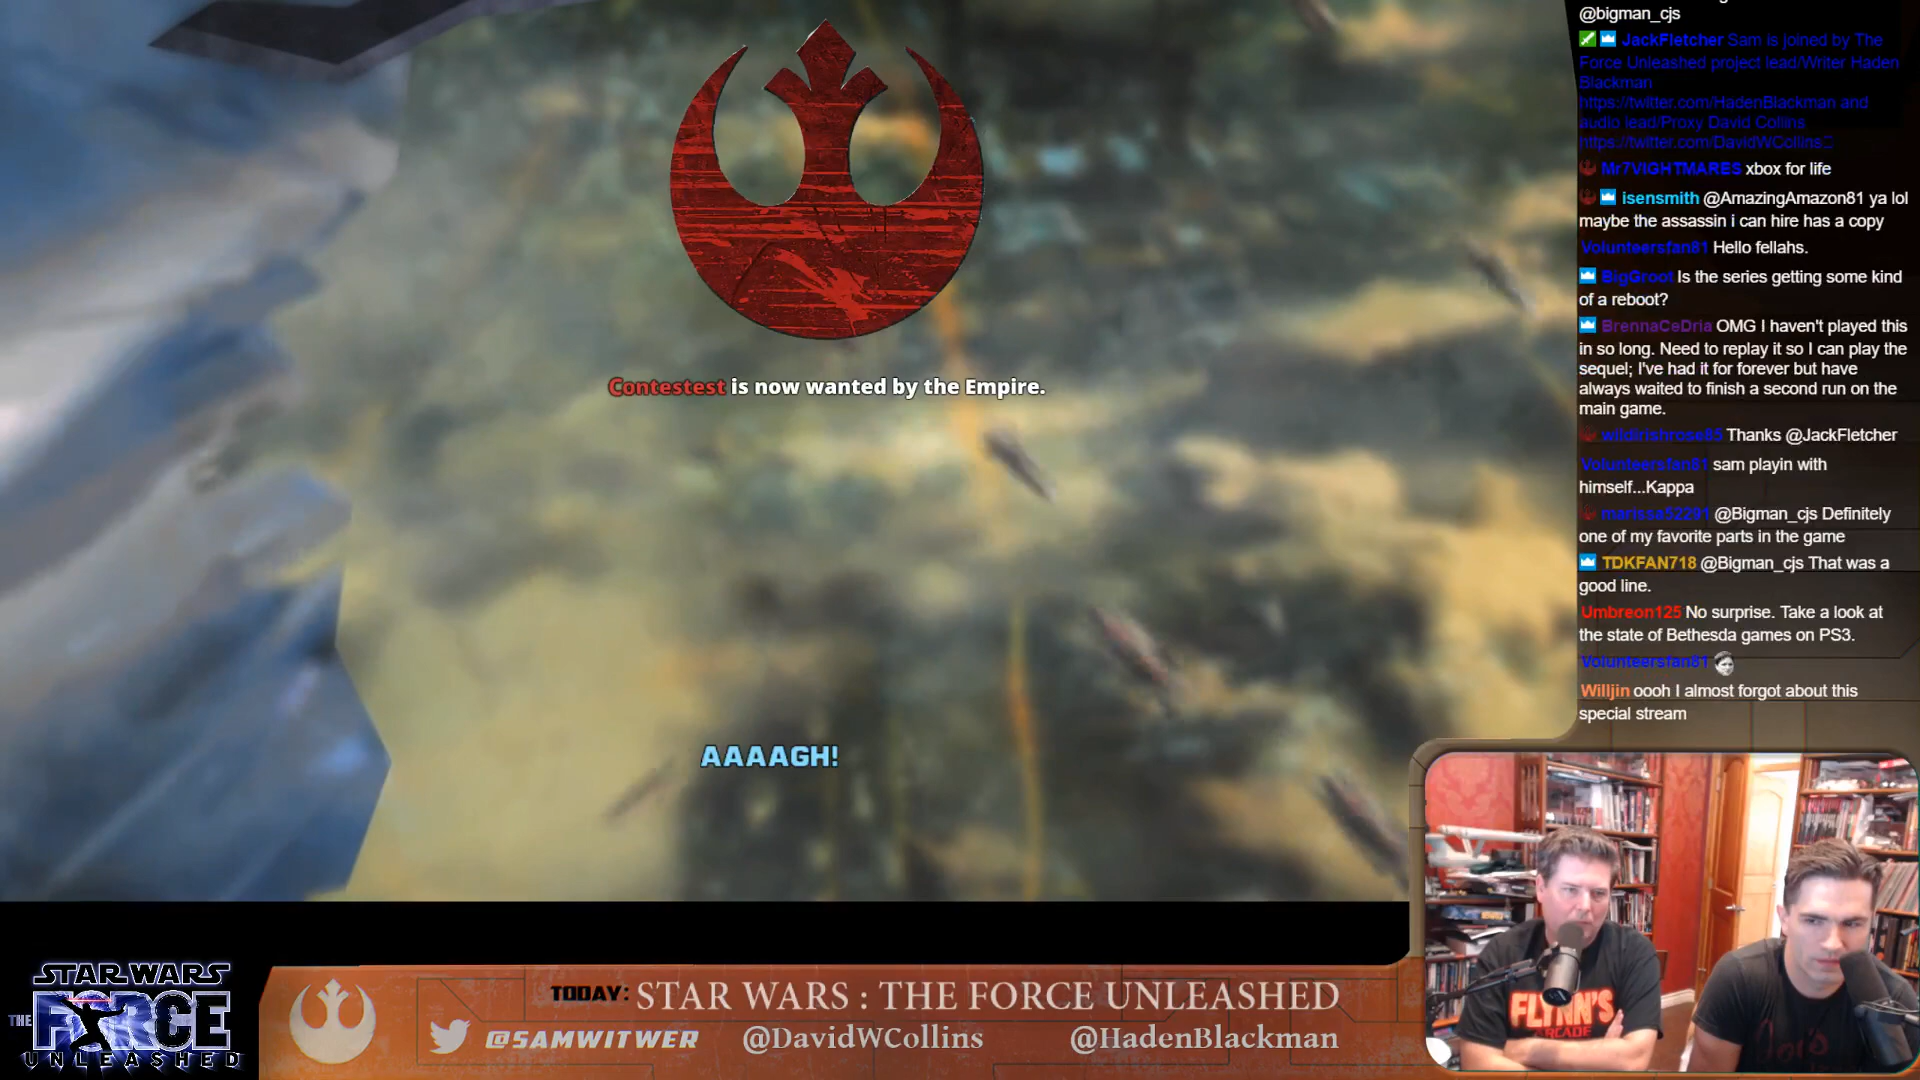 Contestest is now wanted by the Empire.
AAAAGH!
@bigman_cjs
JackFletcher Sam is joined by The
Force Unleashed project lead/Writer Haden
Blackman
https://twitter.com/HadenBlackman and
audio lead/Proxy David Collins
https://twitter.com/DavidWCollins
Mr7VIGHTMARES xbox for life
isensmith @AmazingAmazon81 ya lol
maybe the assassin i can hire has a copy
Volunteersfan81 Hello fellahs.
BigGroot Is the series getting some kind
of a reboot?
BrennaCeDria OMG I haven't played this
in so long. Need to replay it so I can play the
sequel; I've had it for forever but have
always waited to finish a second run on the
main game.
wildirishrose85 Thanks @JackFletcher
Volunteersfan81 sam playin with
himself...Kappa
marissa52291 @Bigman_cjs Definitely
one of my favorite parts in the game
TDKFAN718 @Bigman_cjs That was a
good line.
Umbreon125 No surprise. Take a look at
the state of Bethesda games on PS3.
Volunteersfan81
Willjin oooh I almost forgot about this
special stream
FLYNN'S
ARCADE
STAR WARS
THE FORCE
UNLEASHED
TODAY: STAR WARS : THE FORCE UNLEASHED
@SAMWITWER @DavidWCollins @HadenBlackman